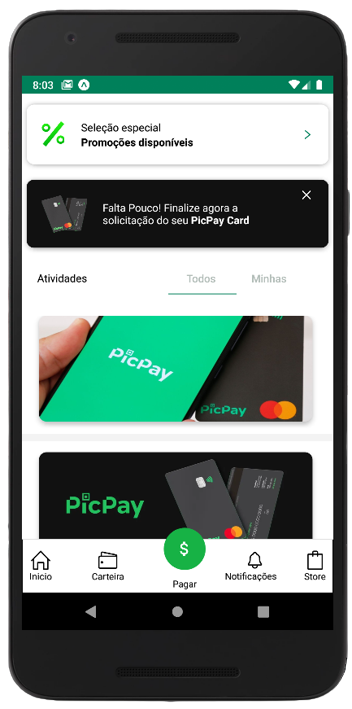 8:03
Seleção especial
Promoções disponíveis
Falta Pouco! Finalize agora a
solicitação do seu PicPay Card
Atividades
Todos
Minhas
PicPay
PicPay
PicPay
$
Inicio
Carteira
Pagar
Notificações
Store